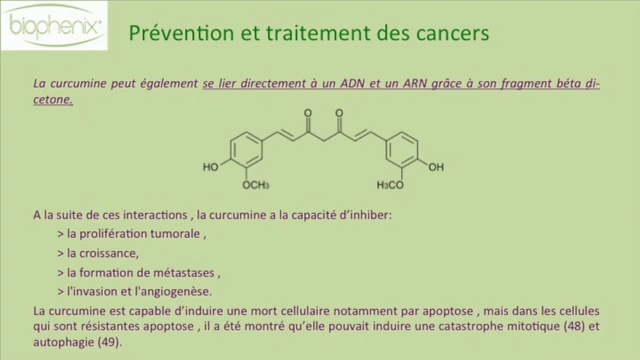 biophenix
Prévention et traitement des cancers
La curcumine peut également se lier directement à un ADN et un ARN grâce à son fragment béta di-
cetone,
O O
HO OH
OCH3 H3CO
A la suite de ces interactions , la curcumine a la capacité d'inhiber:
> la prolifération tumorale ,
> la croissance,
> la formation de métastases ,
> l'invasion et l'angiogenèse.
La curcumine est capable d'induire une mort cellulaire notamment par apoptose , mais dans les cellules
qui sont résistantes apoptose , il a été montré qu'elle pouvait induire une catastrophe mitotique (48) et
autophagie (49).